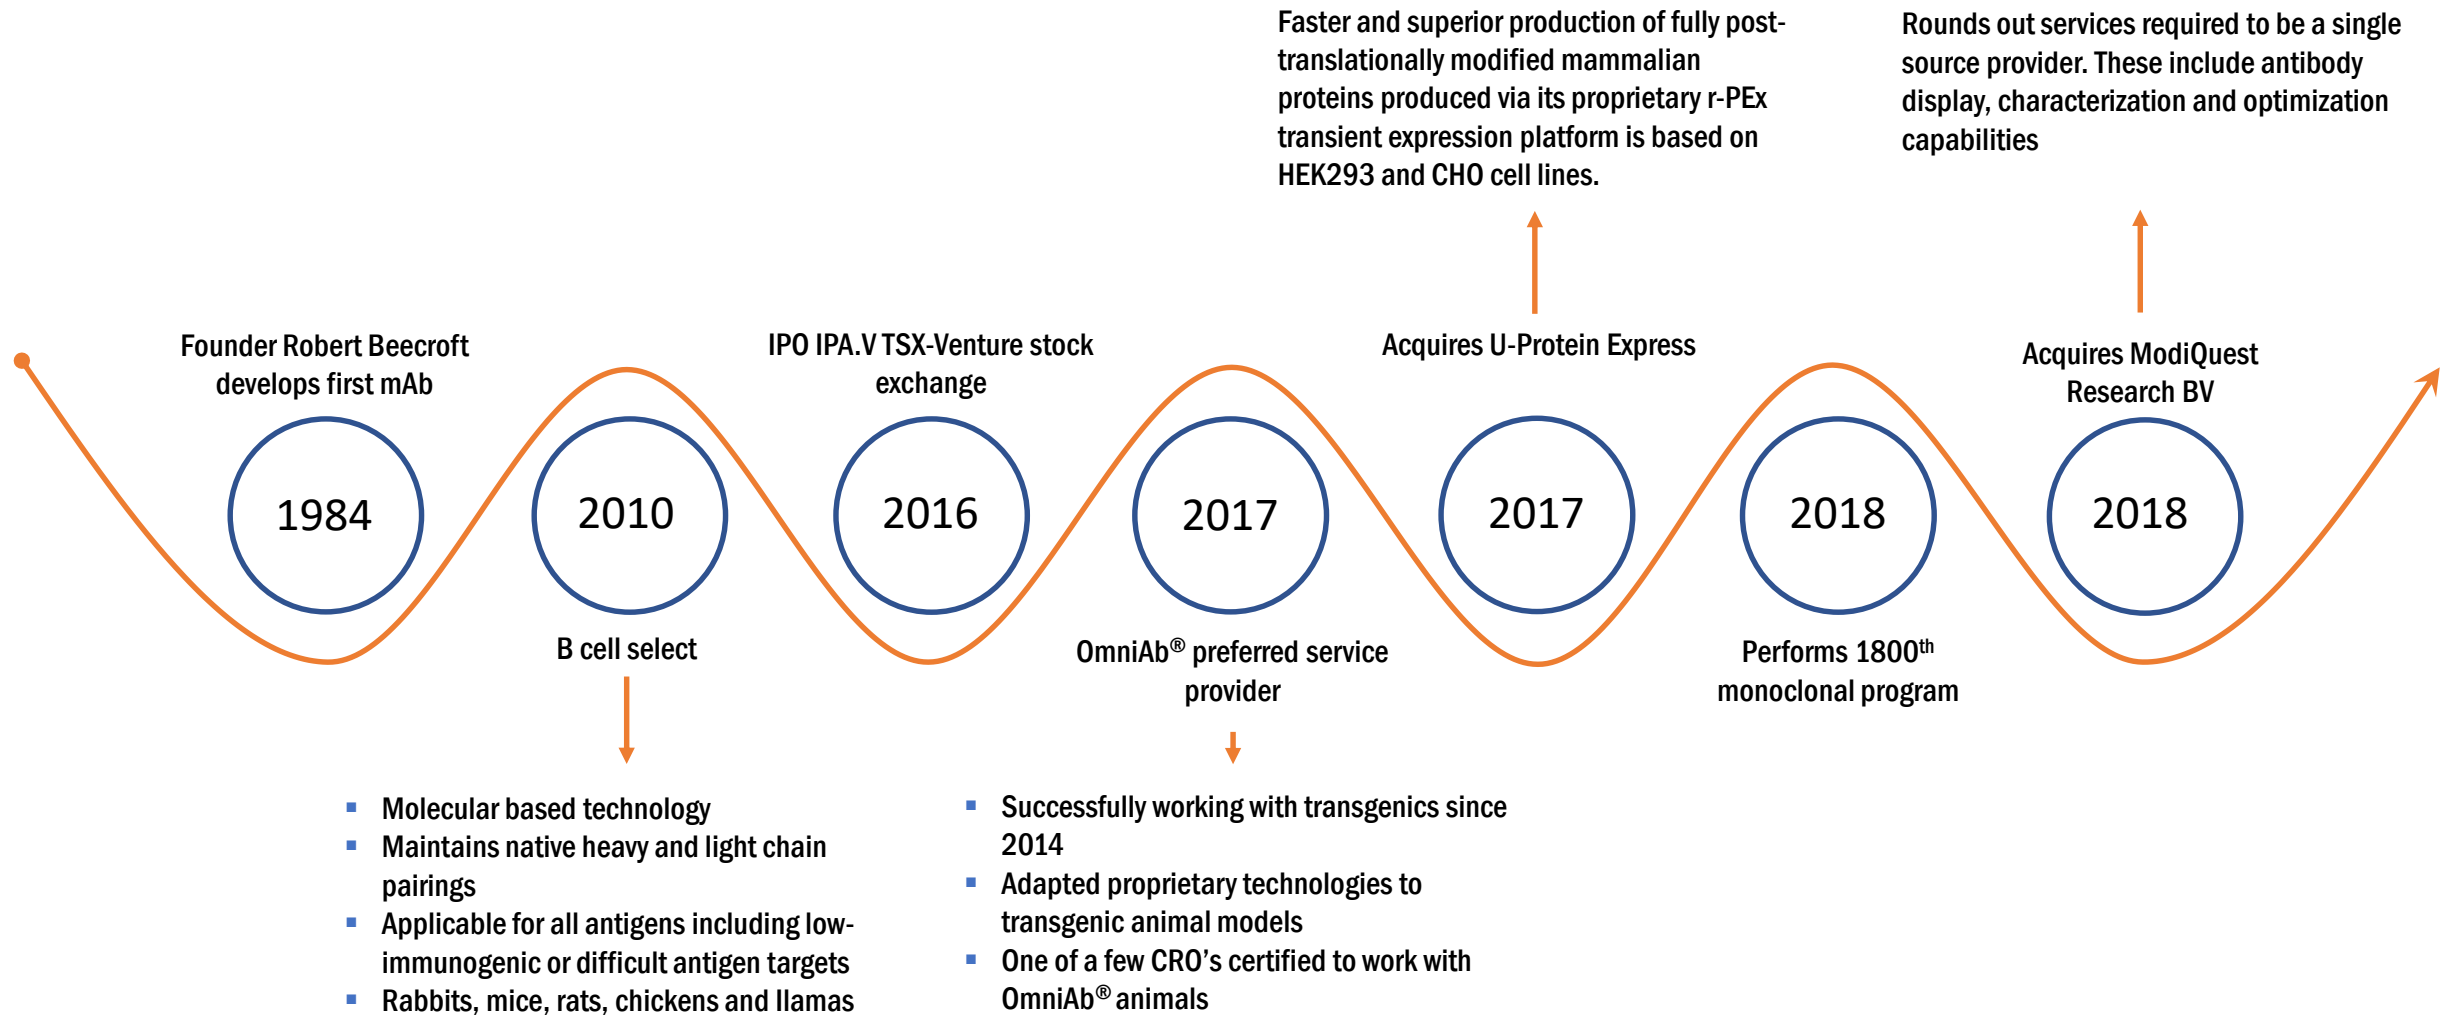 Faster and superior production of fully post-
translationally modified mammalian
proteins produced via its proprietary r-PEx
transient expression platform is based on
HEK293 and CHO cell lines.
Rounds out services required to be a single
source provider. These include antibody
display, characterization and optimization
capabilities
Founder Robert Beecroft
develops first mAb
IPO IPA.V TSX-Venture stock
exchange
Acquires U-Protein Express
Acquires ModiQuest
Research BV
1984
2010
2016
2017
2017
2018
2018
B cell select
OmniAb® preferred service
provider
Performs 1800th
monoclonal program
▪ Molecular based technology
▪ Maintains native heavy and light chain
pairings
▪ Applicable for all antigens including low-
immunogenic or difficult antigen targets
▪ Rabbits, mice, rats, chickens and llamas
▪ Successfully working with transgenics since
2014
▪ Adapted proprietary technologies to
transgenic animal models
▪ One of a few CRO’s certified to work with
OmniAb® animals